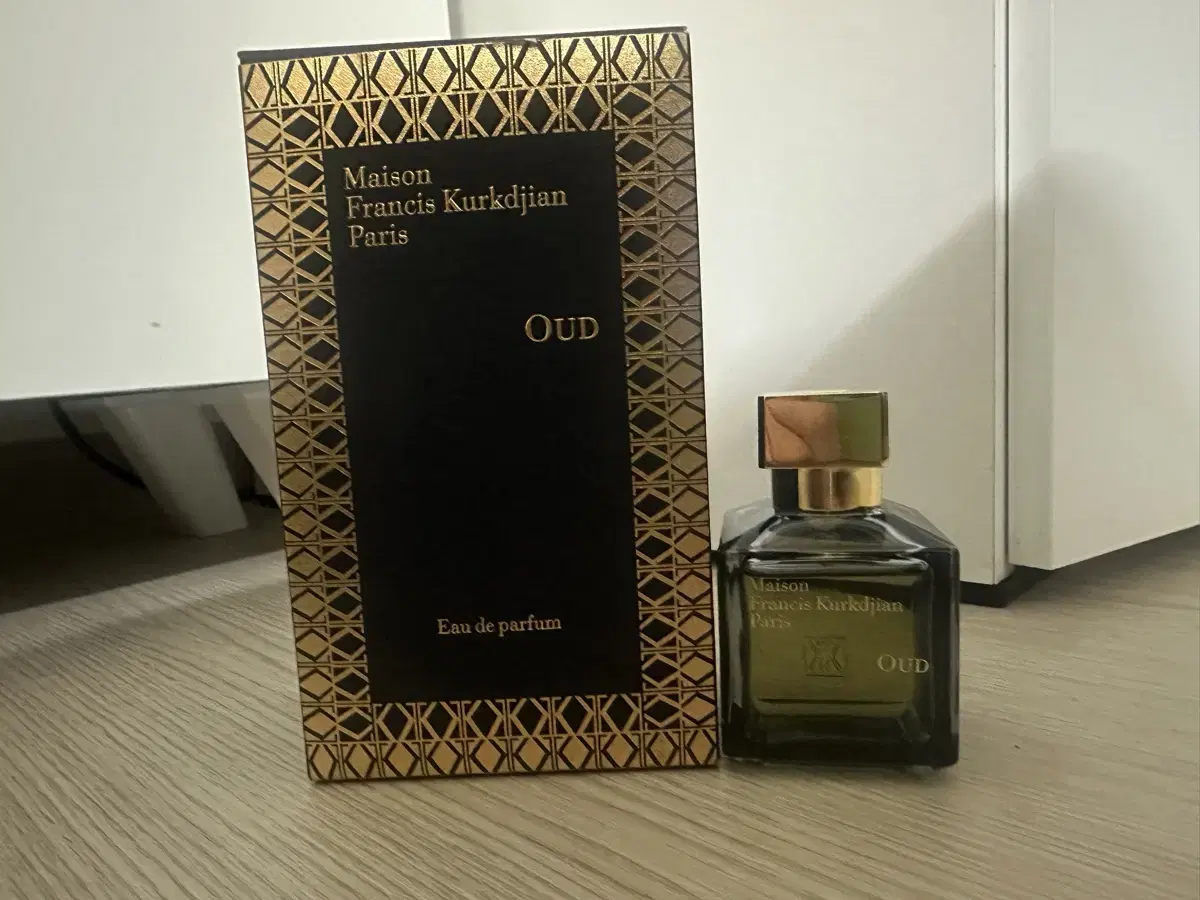 Maison
Francis Kurkdjian
Paris
OUD
Eau de parfum
Maison
Francis Kurkdjian
Paris
OUD